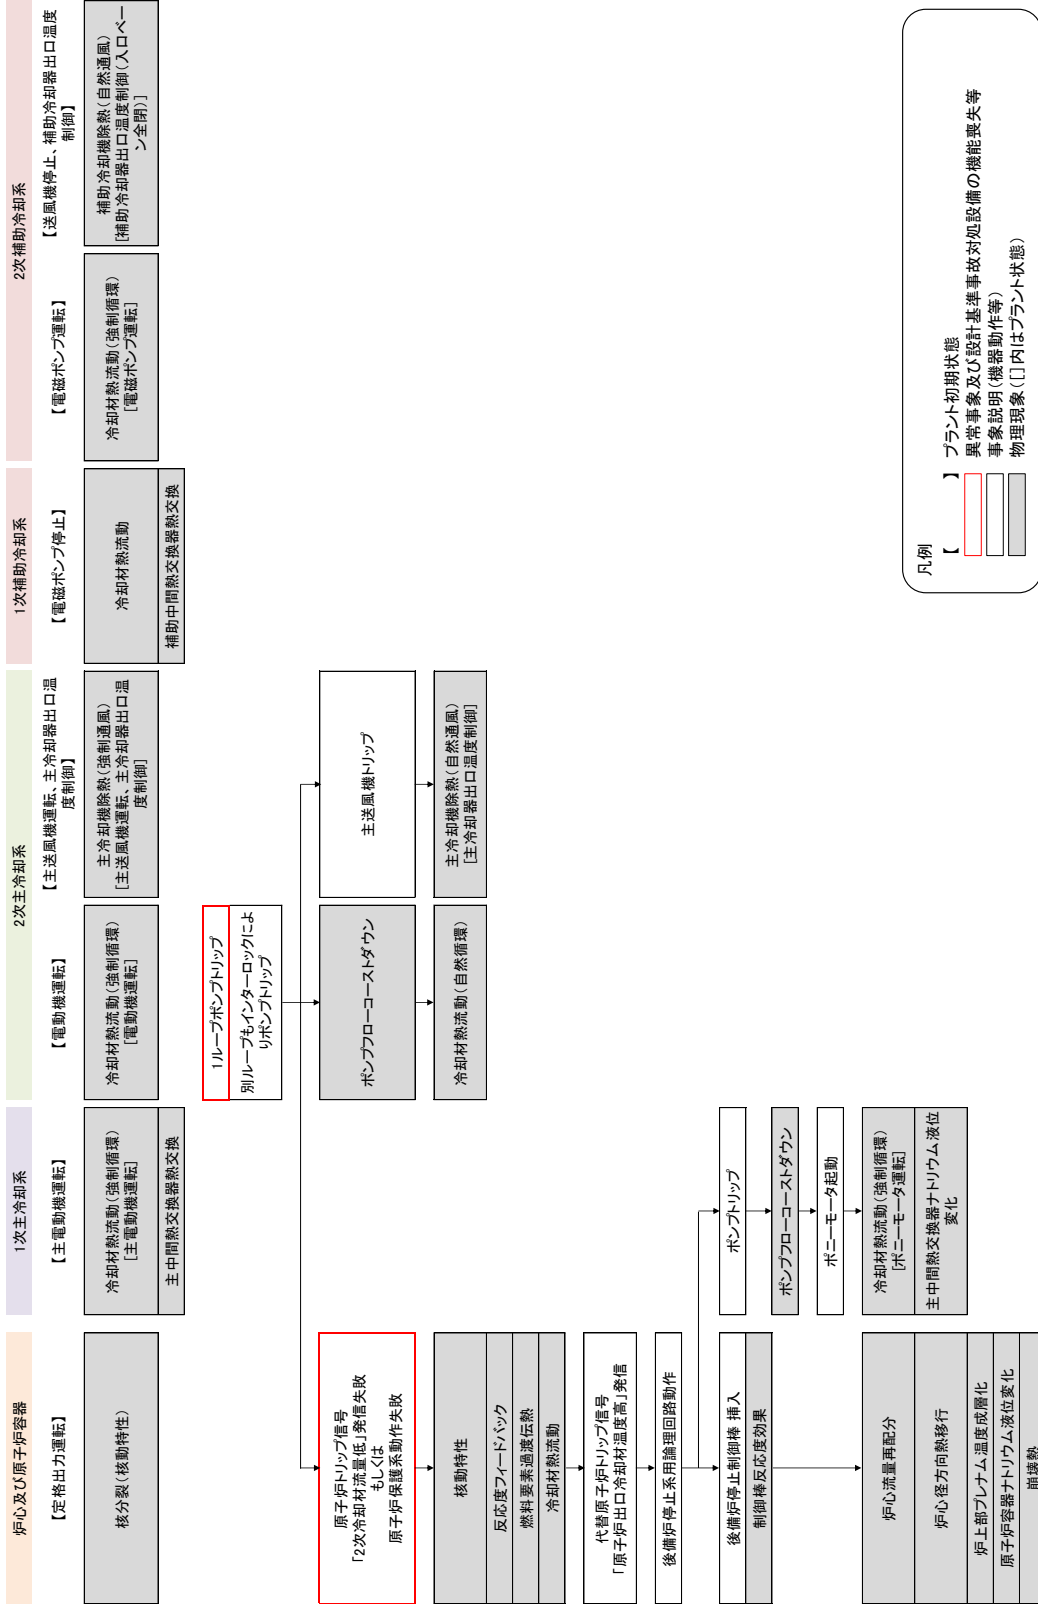 炉心及び原子炉容器
1次主冷却系
2次主冷却系
1次補助冷却系
2次補助冷却系
【定格出力運転】
【主電動機運転】
【電動機運転】
【主送風機運転、主冷却器出口温
度制御】
【電磁ポンプ停止】
【電磁ポンプ運転】
【送風機停止、補助冷却器出口温度
制御】
核分裂(核動特性)
冷却材熱流動(強制循環)
[主電動機運転]
主中間熱交換器熱交換
冷却材熱流動(強制循環)
[電動機運転]
主冷却機除熱(強制通風)
[主送風機運転、主冷却器出口温
度制御]
冷却材熱流動
補助中間熱交換器熱交換
冷却材熱流動(強制循環)
[電磁ポンプ運転]
補助冷却機除熱(自然通風)
[補助冷却器出口温度制御(入口ベー
ン全閉)]
1ループポンプトリップ
別ループもインターロックによ
りポンプトリップ
原子炉トリップ信号
「2次冷却材流量低」発信失敗
もしくは
原子炉保護系動作失敗
ポンプフローコーストダウン
主送風機トリップ
核動特性
反応度フィードバック
燃料要素過渡伝熱
冷却材熱流動
冷却材熱流動(自然循環)
主冷却機除熱(自然通風)
[主冷却器出口温度制御]
代替原子炉トリップ信号
「原子炉出口冷却材温度高」発信
後備炉停止系用論理回路動作
後備炉停止制御棒 挿入
制御棒反応度効果
ポンプトリップ
ポンプフローコーストダウン
ポニーモータ起動
炉心流量再配分
炉心径方向熱移行
炉上部プレナム温度成層化
原子炉容器ナトリウム液位変化
崩壊熱
冷却材熱流動(強制循環)
[ポニーモータ運転]
主中間熱交換器ナトリウム液位
変化
凡例
【 】 プラント初期状態
異常事象及び設計基準事故対処設備の機能喪失等
事象説明(機器動作等)
物理現象([]内はプラント状態)